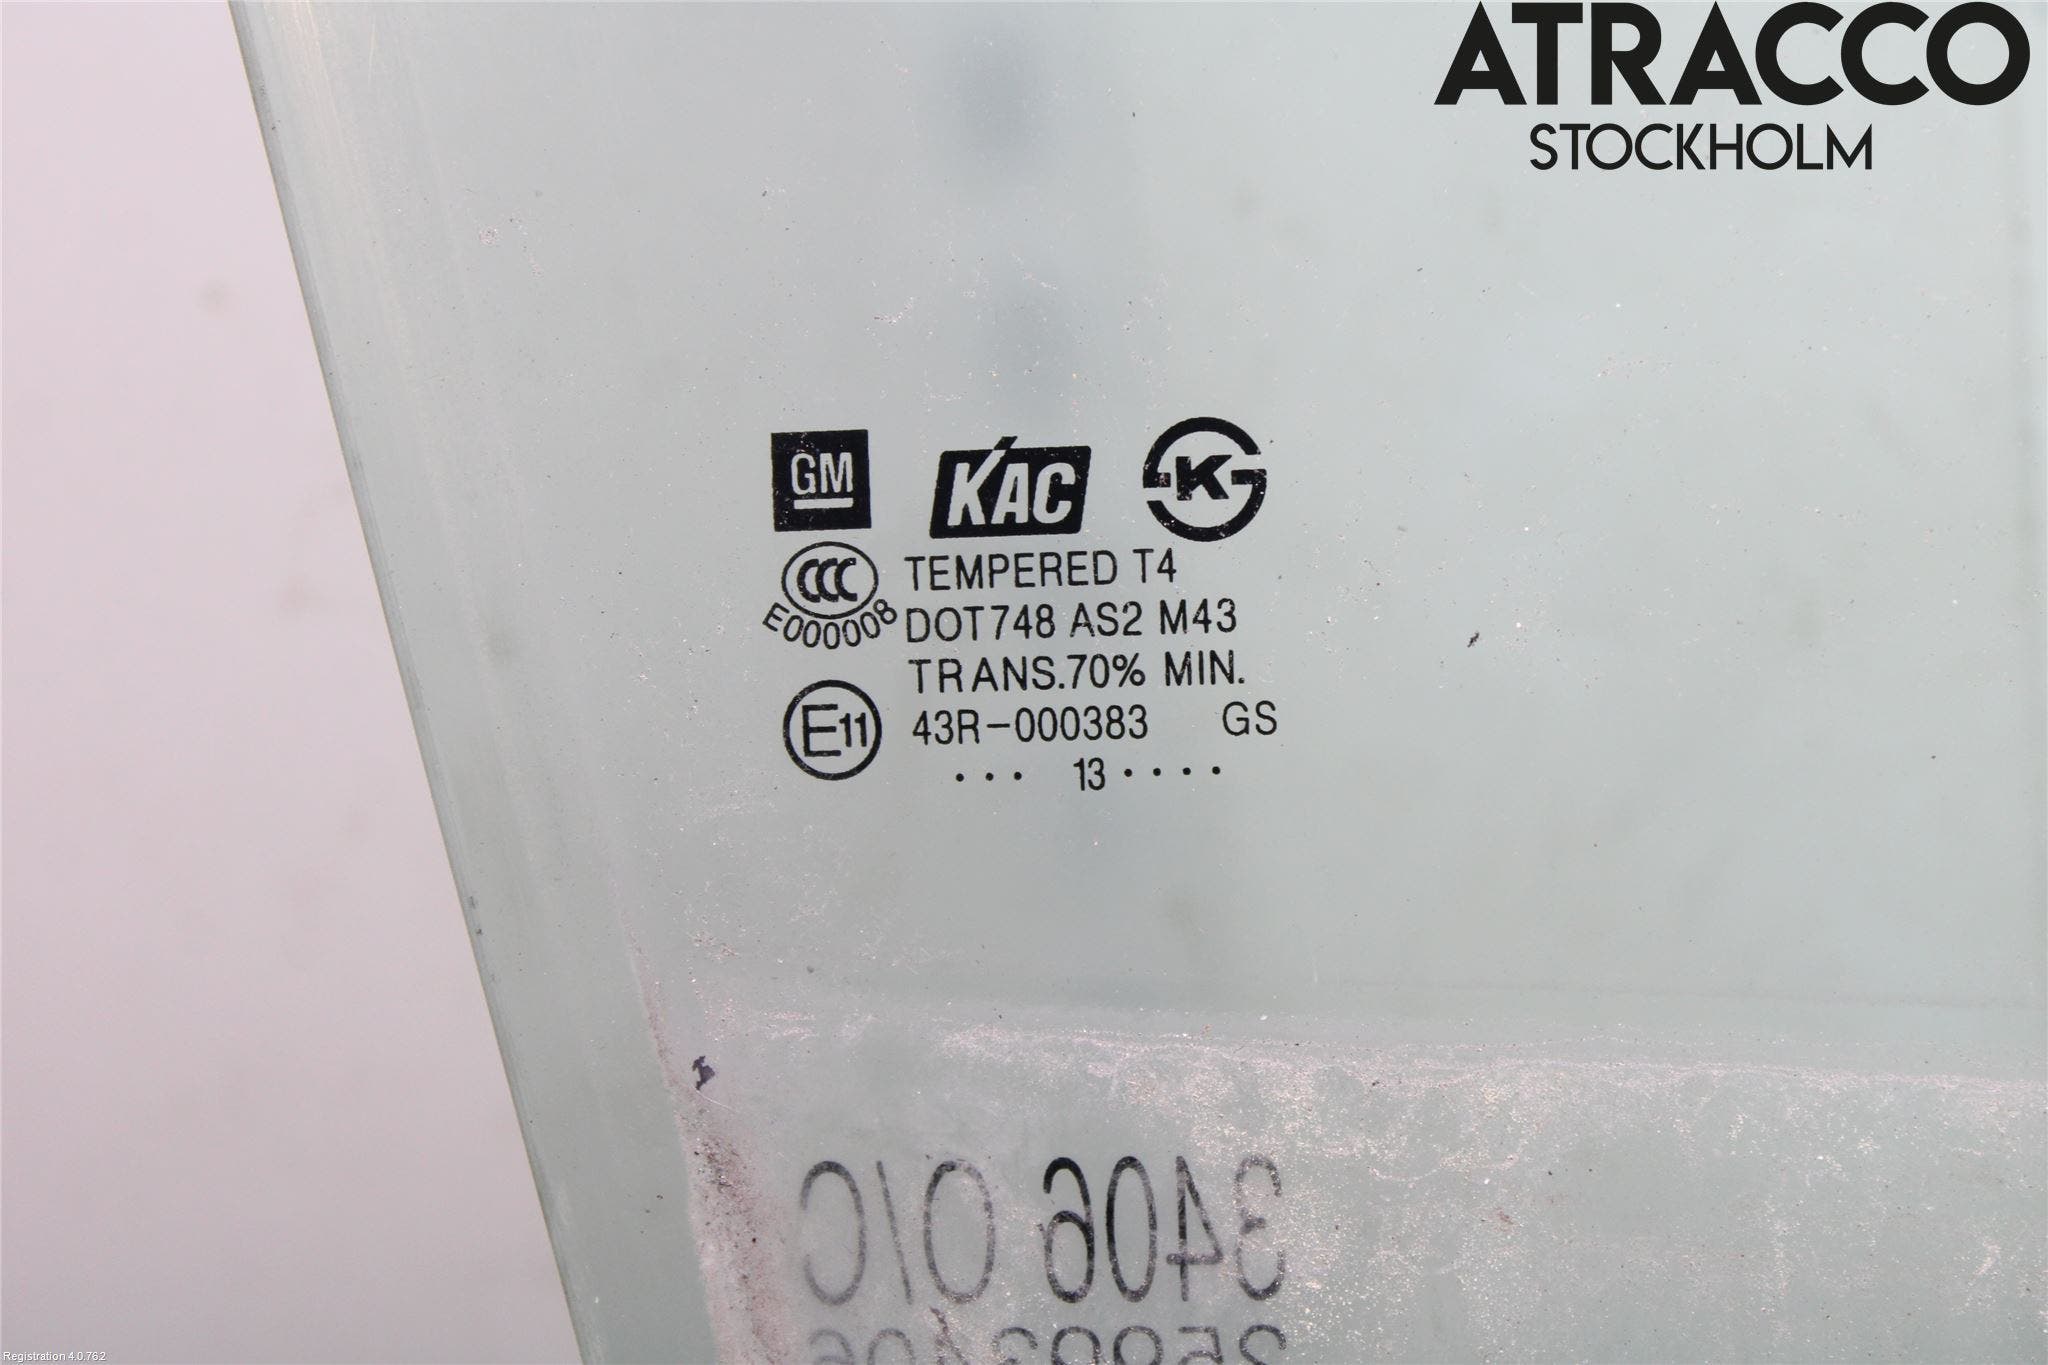 ATRACCO
STOCKHOLM
GM KAC K
CCC TEMPERED T4
E000008 DOT748 AS2 M43
TRANS.70% MIN.
E11 43R-000383 GS
... 13....
3406 O/C
Registration 4.0.762